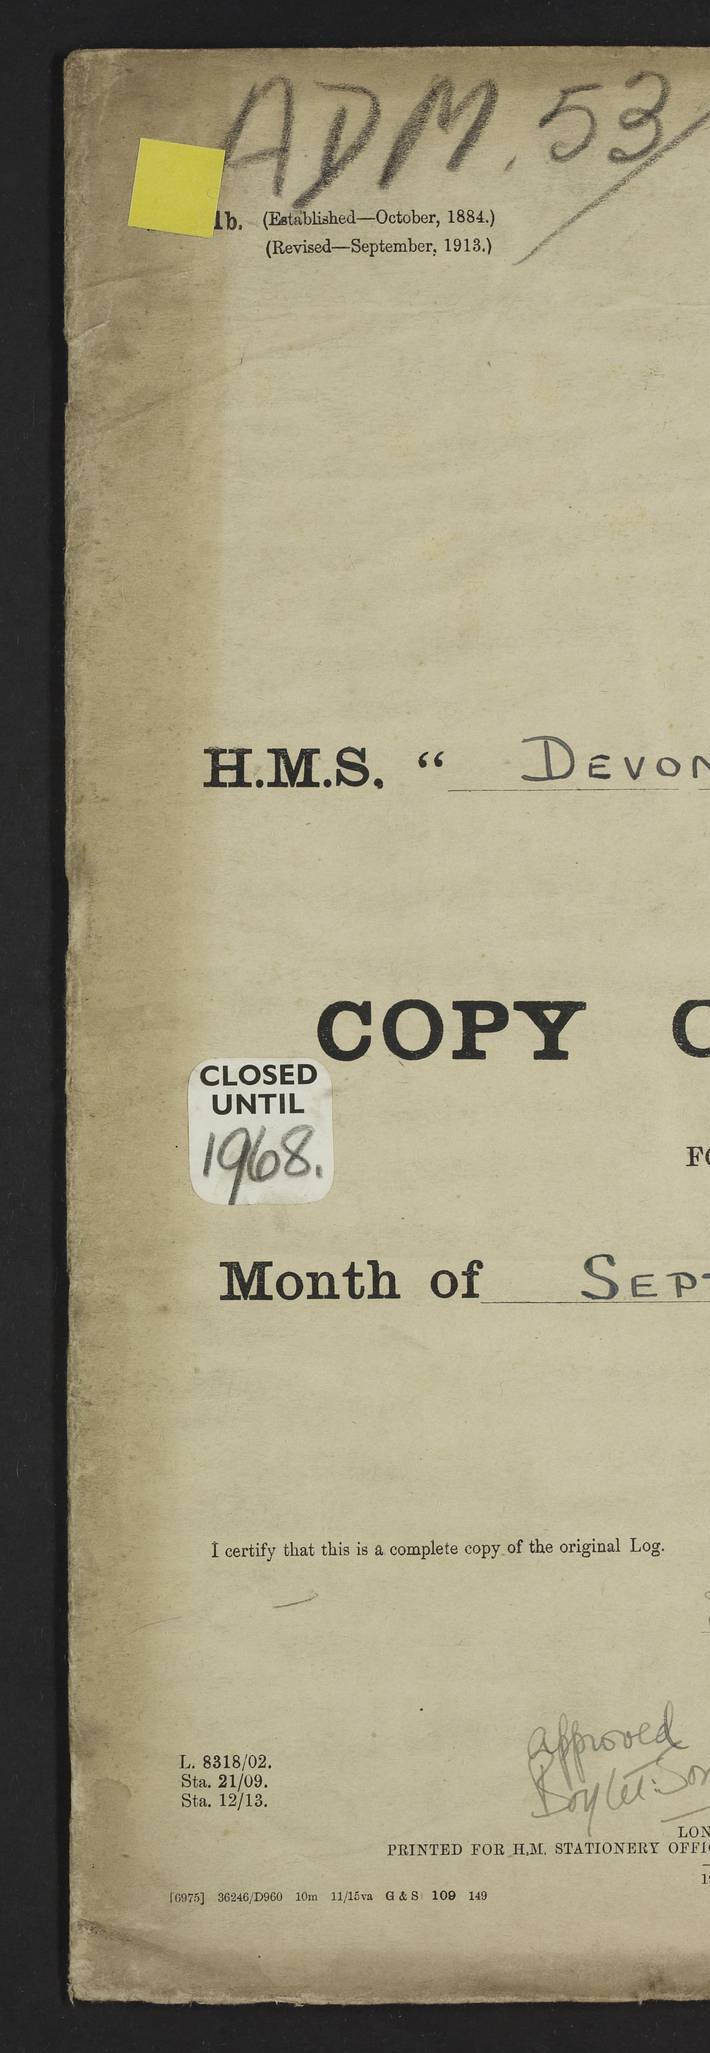 ADM. 53/
1b. (Established—October, 1884.)
(Revised—September, 1913.)
H.M.S. “ DEVON
COPY
CLOSED
UNTIL
1968.
FO
Month of SEPT
I certify that this is a complete copy of the original Log.
approved
L. 8318/02.
Sta. 21/09.
Sta. 12/13.
LON
PRINTED FOR H.M. STATIONERY OFFI
[6975] 36246/D960 10m 11/15va G & S 109 149